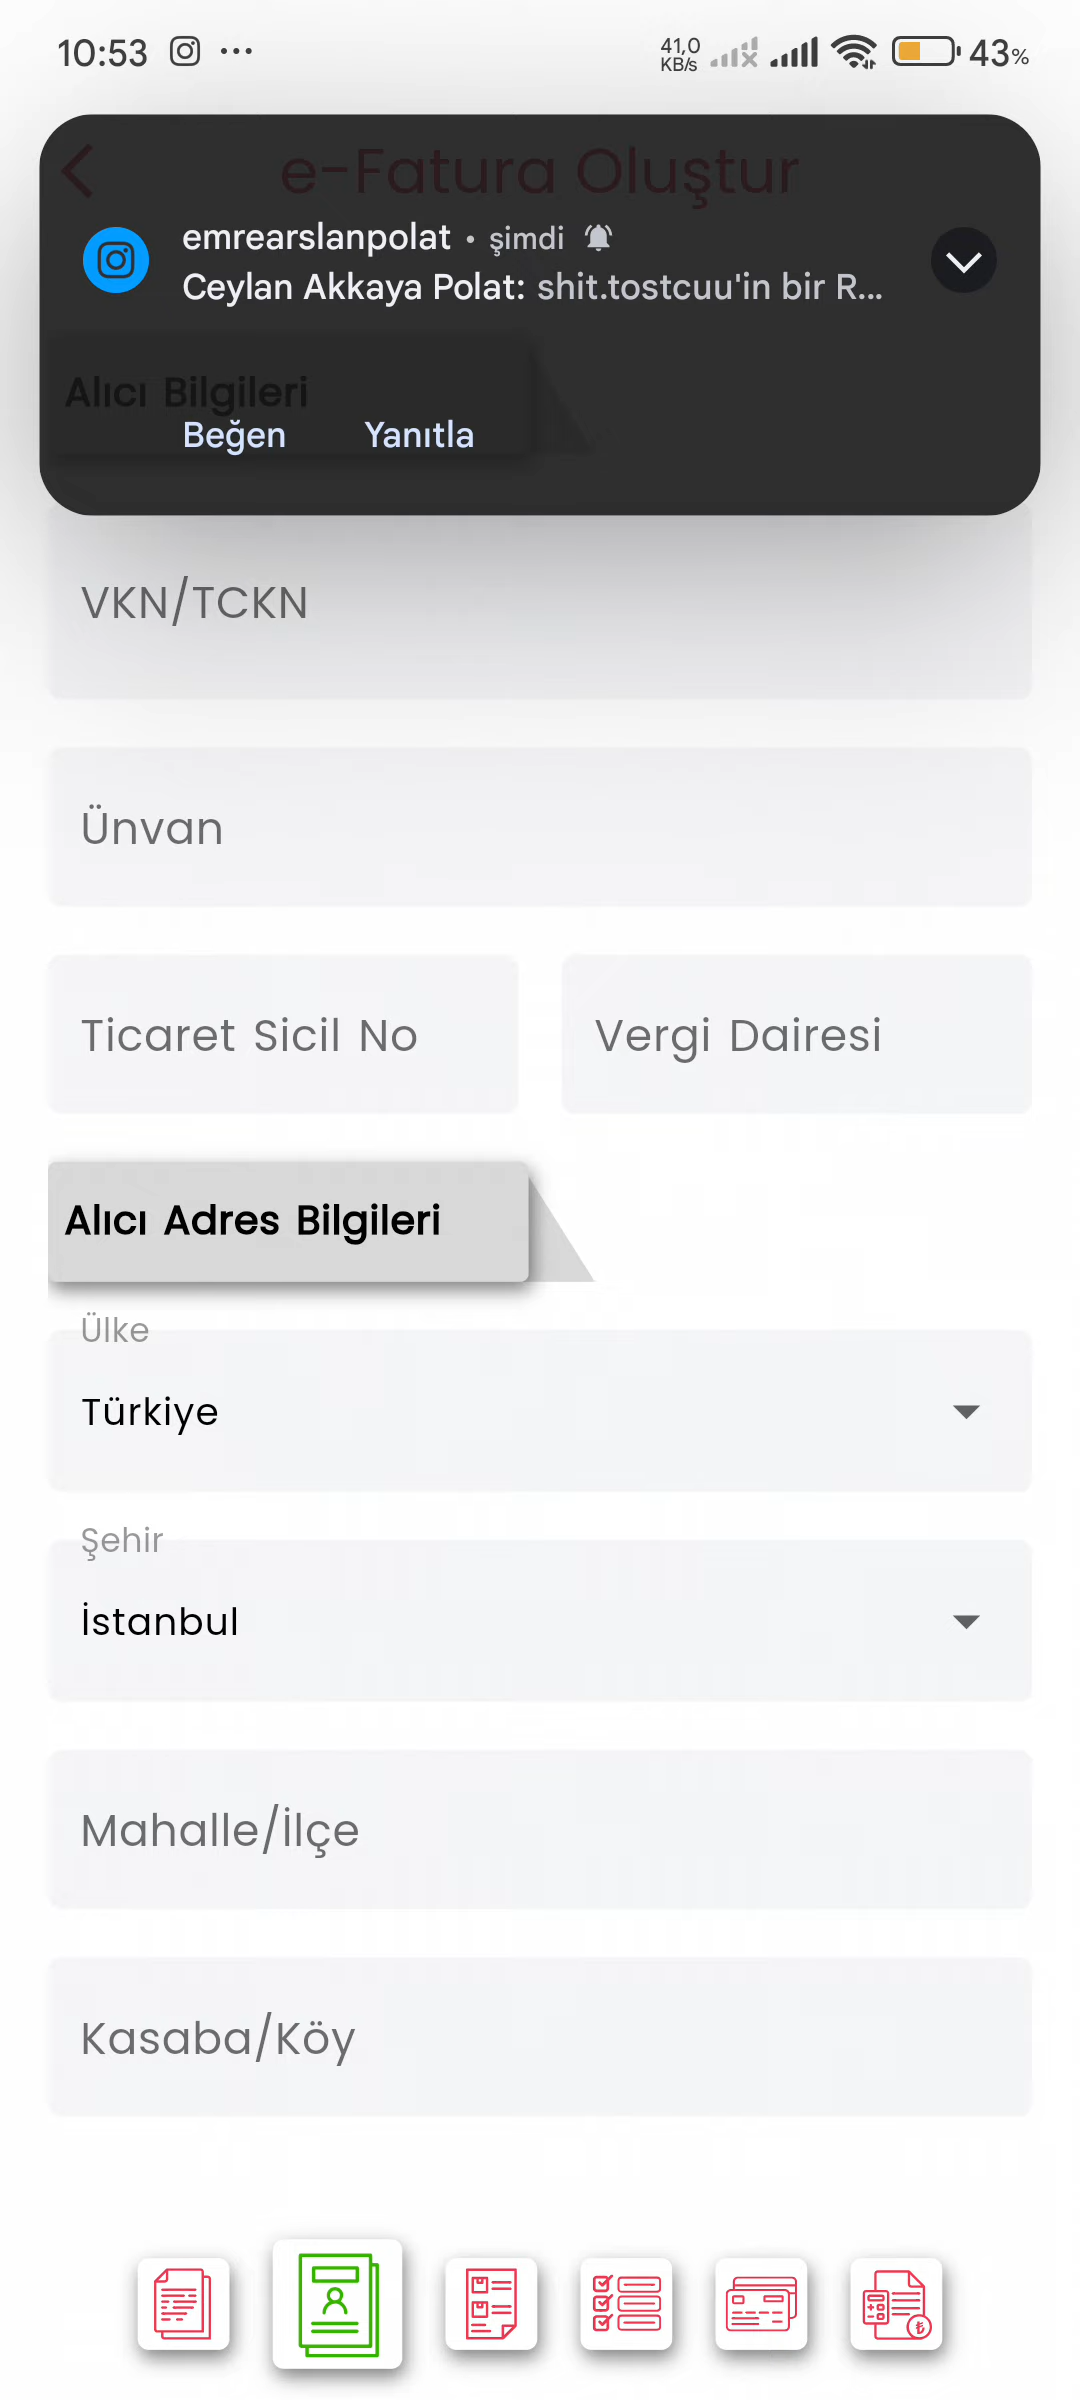 10:53
41,0
KB/s
43%
e-Fatura Oluştur
emrearslanpolat • şimdi
Ceylan Akkaya Polat: shit.tostcuu'in bir R...
Alıcı Bilgileri
Beğen Yanıtla
VKN/TCKN
Ünvan
Ticaret Sicil No
Vergi Dairesi
Alıcı Adres Bilgileri
Ülke
Türkiye
Şehir
İstanbul
Mahalle/İlçe
Kasaba/Köy